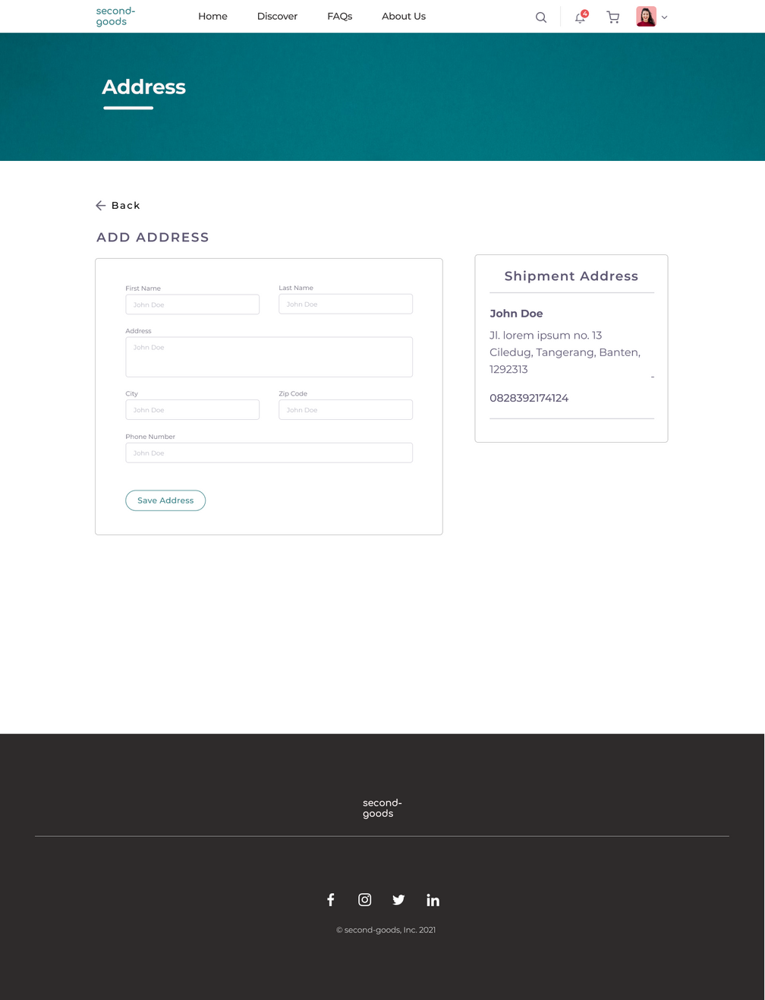 second-
goods
Home
Discover
FAQs
About Us
4
Address
Back
ADD ADDRESS
First Name
Last Name
John Doe
John Doe
Address
John Doe
City
Zip Code
John Doe
John Doe
Phone Number
John Doe
Save Address
Shipment Address
John Doe
Jl. lorem ipsum no. 13
Ciledug, Tangerang, Banten,
1292313
-
0828392174124
second-
goods
© second-goods, Inc. 2021